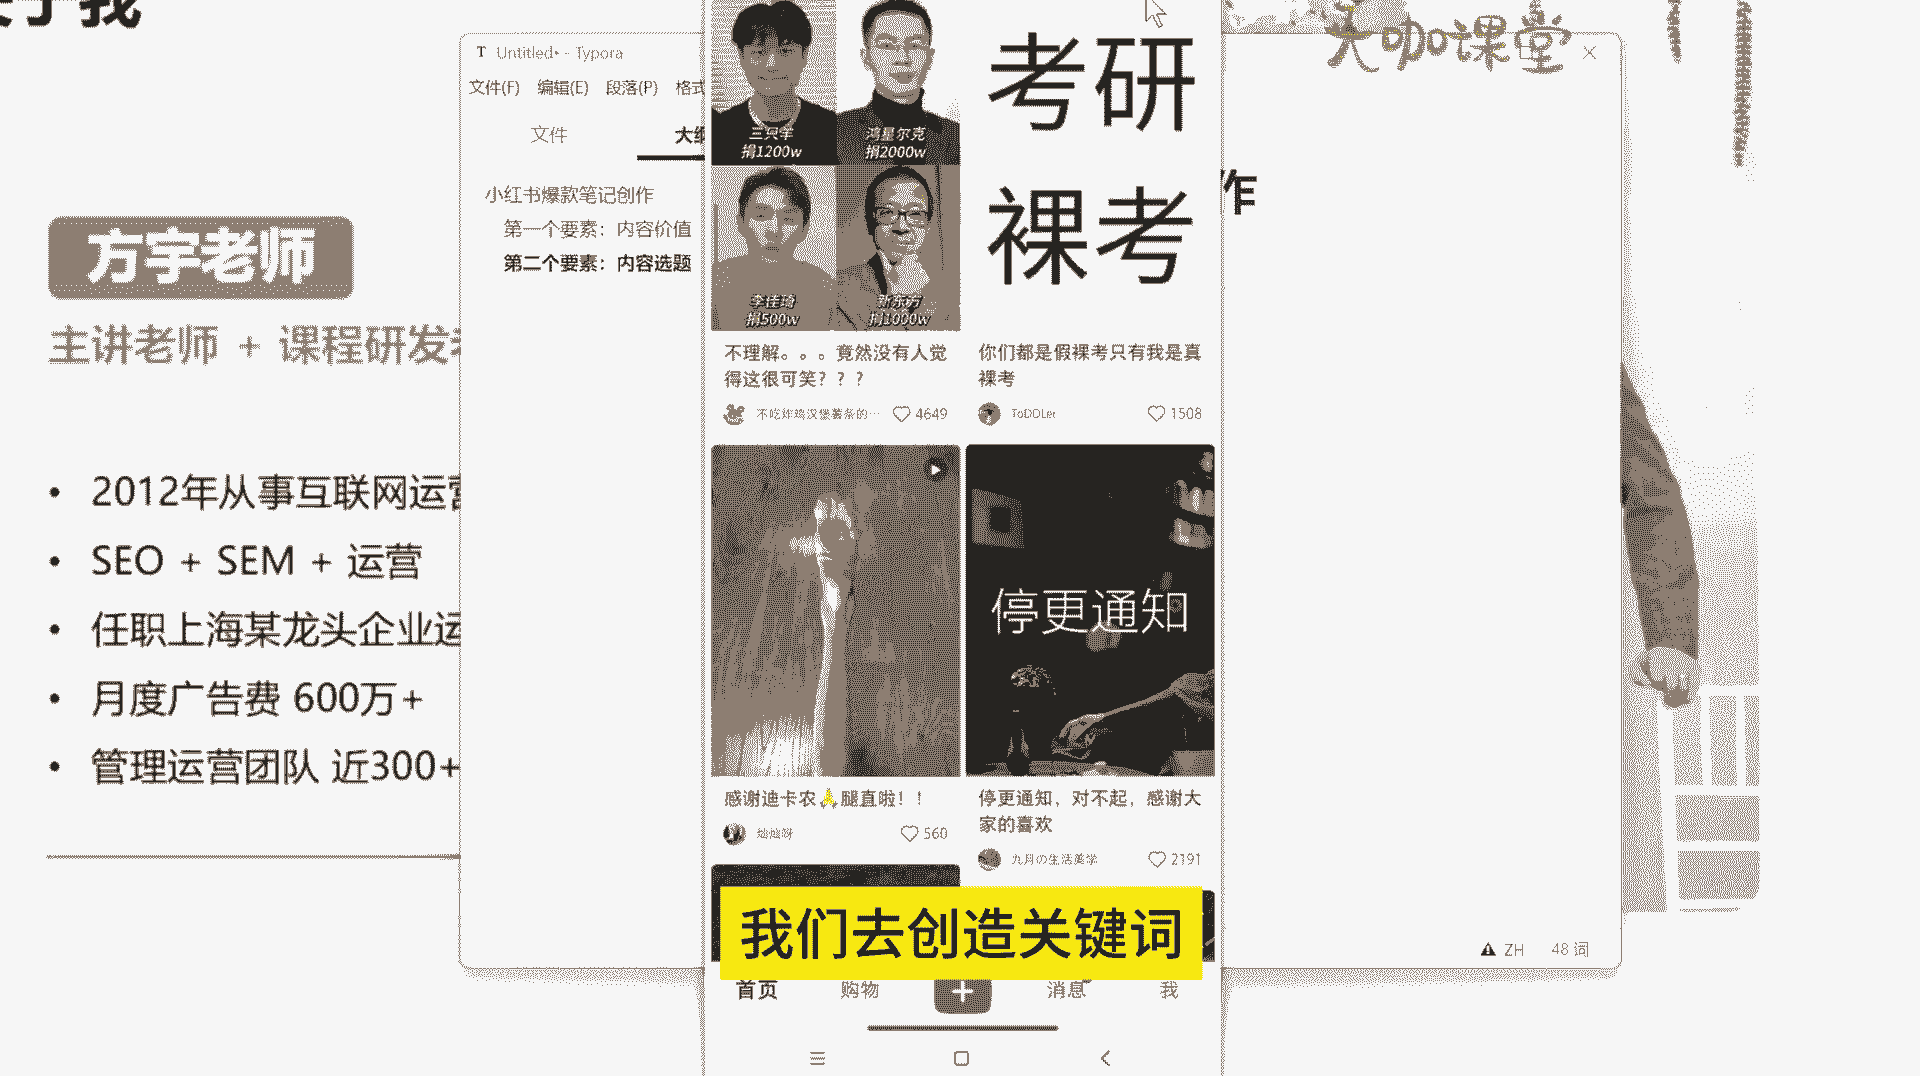 于我
方宇老师
主讲老师 + 课程研发
• 2012年从事互联网运营
• SEO + SEM + 运营
• 任职上海某龙头企业运
• 月度广告费 600万+
• 管理运营团队 近300+
T Untitled• - Typora
文件(F) 编辑(E) 段落(P) 格式
文件 大纲
小红书爆款笔记创作
第一个要素：内容价值
第二个要素：内容选题
三只羊
捐1200w
鸿星尔克
捐2000w
李佳琦
捐500w
新东方
捐1000w
不理解。。。竟然没有人觉
得这很可笑？？？
不吃炸鸡汉堡薯条的… 4649
考研
裸考
你们都是假裸考只有我是真
裸考
ToDOLer 1508
感谢迪卡农🙏腿直啦！！
灿灿呀 560
停更通知
停更通知，对不起，感谢大
家的喜欢
九月の生活美学 2191
我们去创造关键词
首页 购物 + 消息 我
大咖课堂
作
ZH 48 词